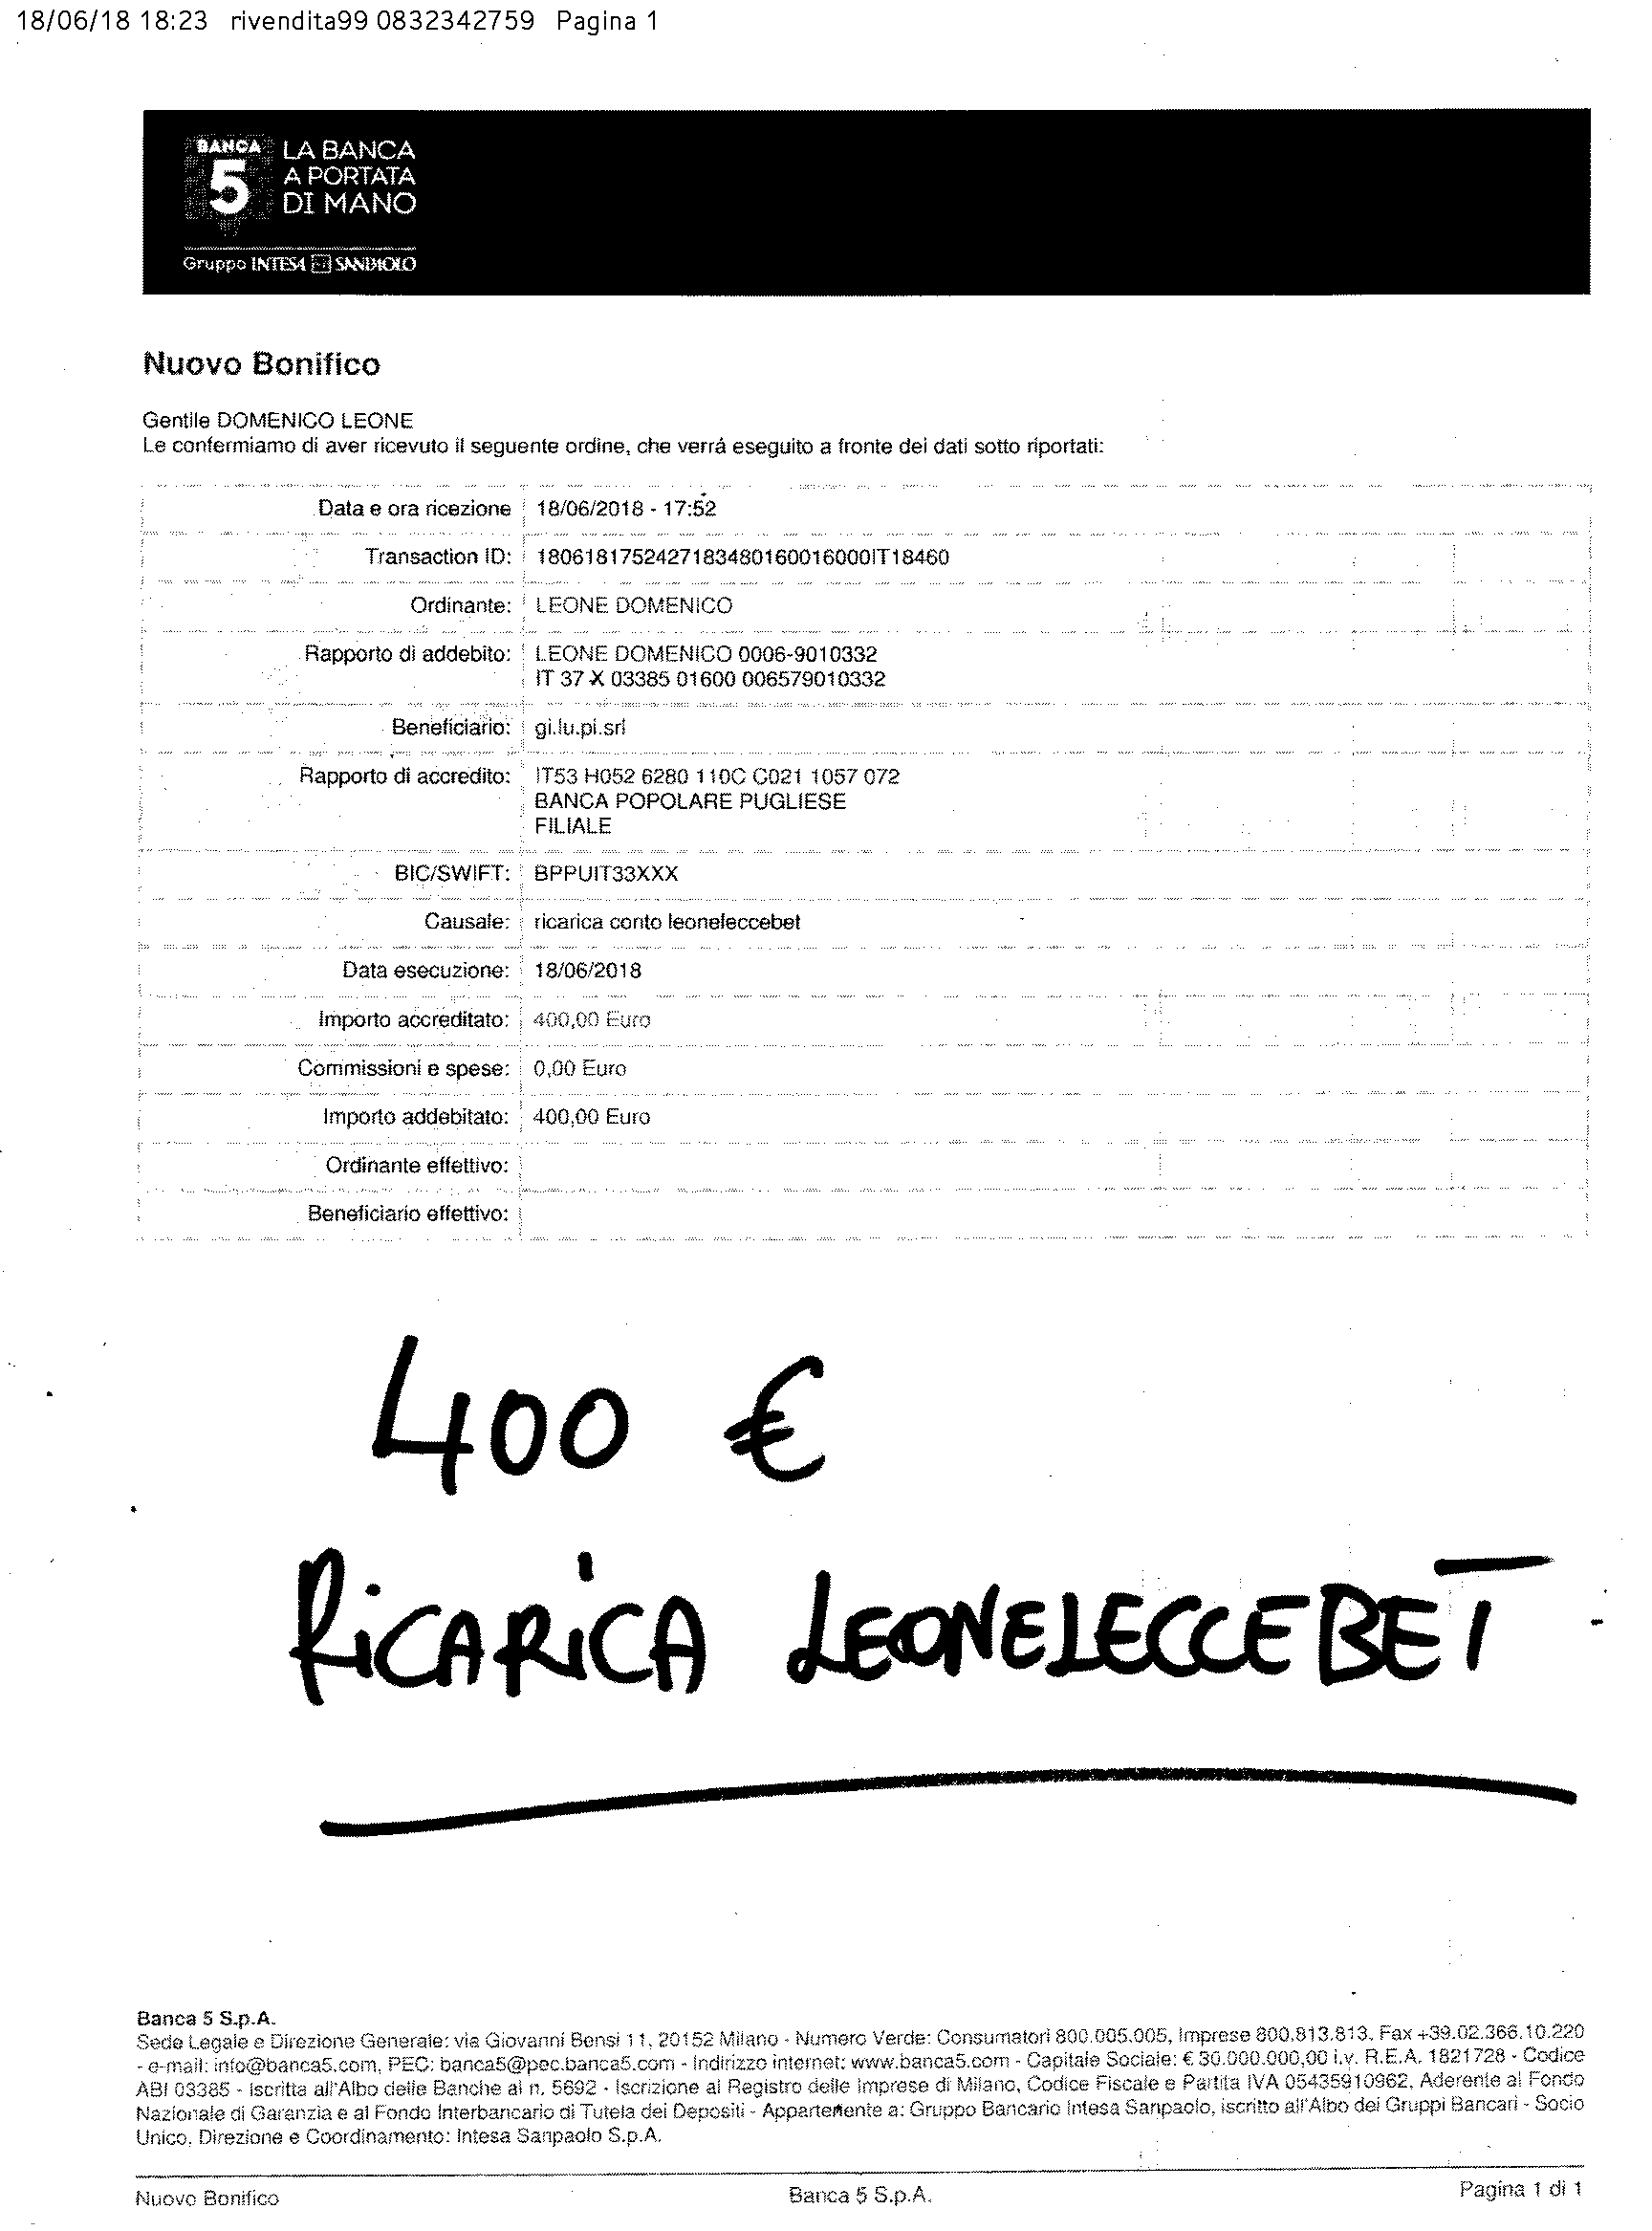 18/06/18 18:23 rivendita99 0832342759 Pagina 1
BANCA 5
LA BANCA
A PORTATA
DI MANO
Gruppo INTESA SANPAOLO
Nuovo Bonifico
Gentile DOMENICO LEONE
Le confermiamo di aver ricevuto il seguente ordine, che verrá eseguito a fronte dei dati sotto riportati:
Data e ora ricezione 18/06/2018 - 17:52
Transaction ID: 180618175242718348016001600​0IT18460
Ordinante: LEONE DOMENICO
Rapporto di addebito: LEONE DOMENICO 0006-9010332
IT 37 X 03385 01600 006579010332
Beneficiario: gi.lu.pi.srl
Rapporto di accredito: IT53 H052 6280 110C C021 1057 072
BANCA POPOLARE PUGLIESE
FILIALE
BIC/SWIFT: BPPUIT33XXX
Causale: ricarica conto leoneleccebet
Data esecuzione: 18/06/2018
Importo accreditato: 400,00 Euro
Commissioni e spese: 0,00 Euro
Importo addebitato: 400,00 Euro
Ordinante effettivo:
Beneficiario effettivo:
400 €
RiCARiCA LEONELECCEBET
Banca 5 S.p.A.
Sede Legale e Direzione Generale: via Giovanni Bensi 11, 20152 Milano - Numero Verde: Consumatori 800.005.005, Imprese 800.813.813, Fax +39.02.366.10.220
- e-mail: info@banca5.com, PEC: banca5@pec.banca5.com - Indirizzo internet: www.banca5.com - Capitale Sociale: € 30.000.000,00 i.v. R.E.A. 1821728 - Codice
ABI 03385 - Iscritta all'Albo delle Banche al n. 5692 - Iscrizione al Registro delle Imprese di Milano, Codice Fiscale e Partita IVA 05435910962, Aderente al Fondo
Nazionale di Garanzia e al Fondo Interbancario di Tutela dei Depositi - Appartenente a: Gruppo Bancario Intesa Sanpaolo, iscritto all'Albo dei Gruppi Bancari - Socio
Unico, Direzione e Coordinamento: Intesa Sanpaolo S.p.A.
Nuovo Bonifico Banca 5 S.p.A. Pagina 1 di 1